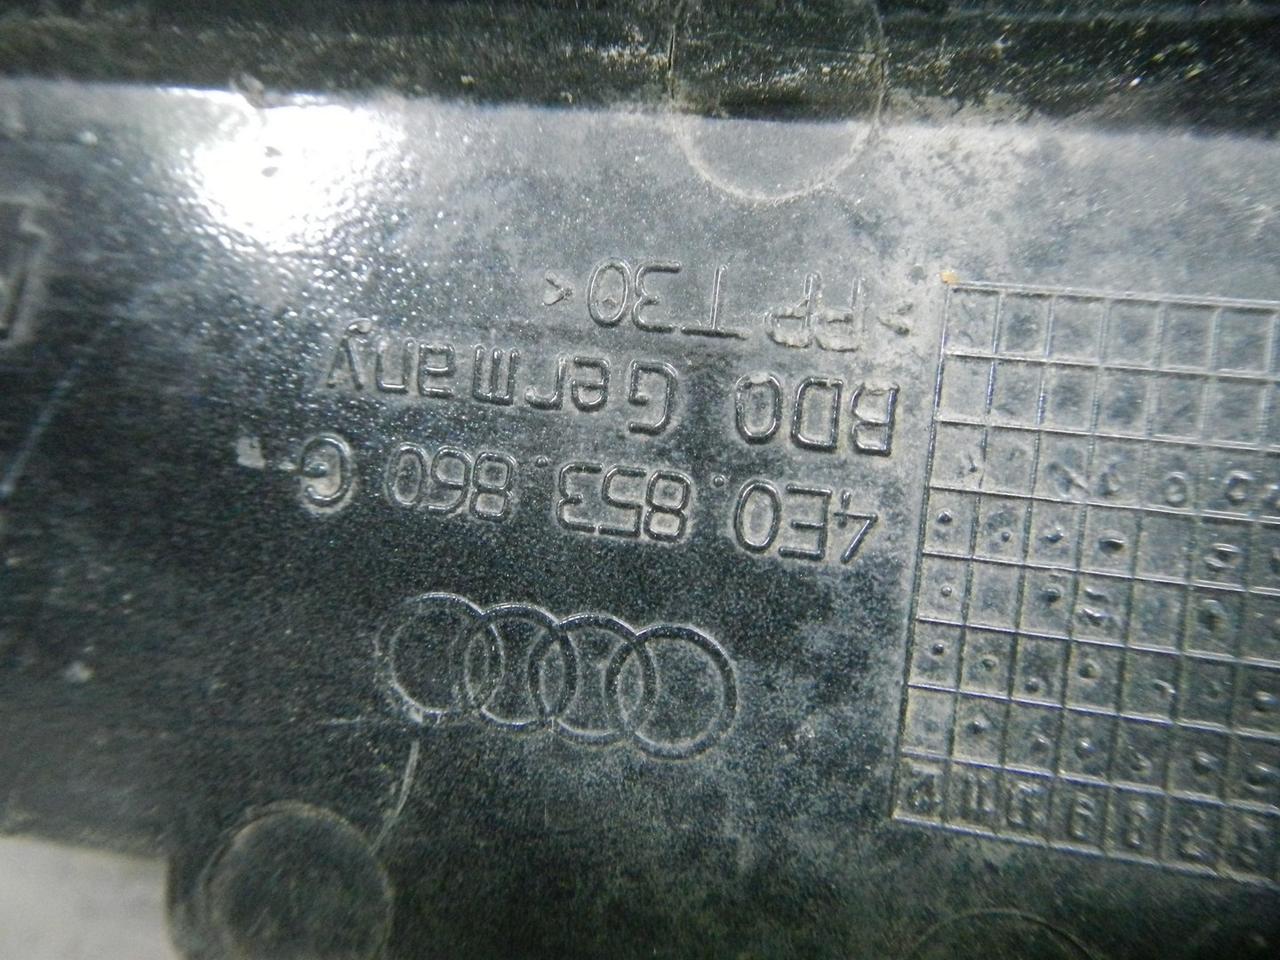 4E0.853.860 G
BDO Germany
>PP T30<